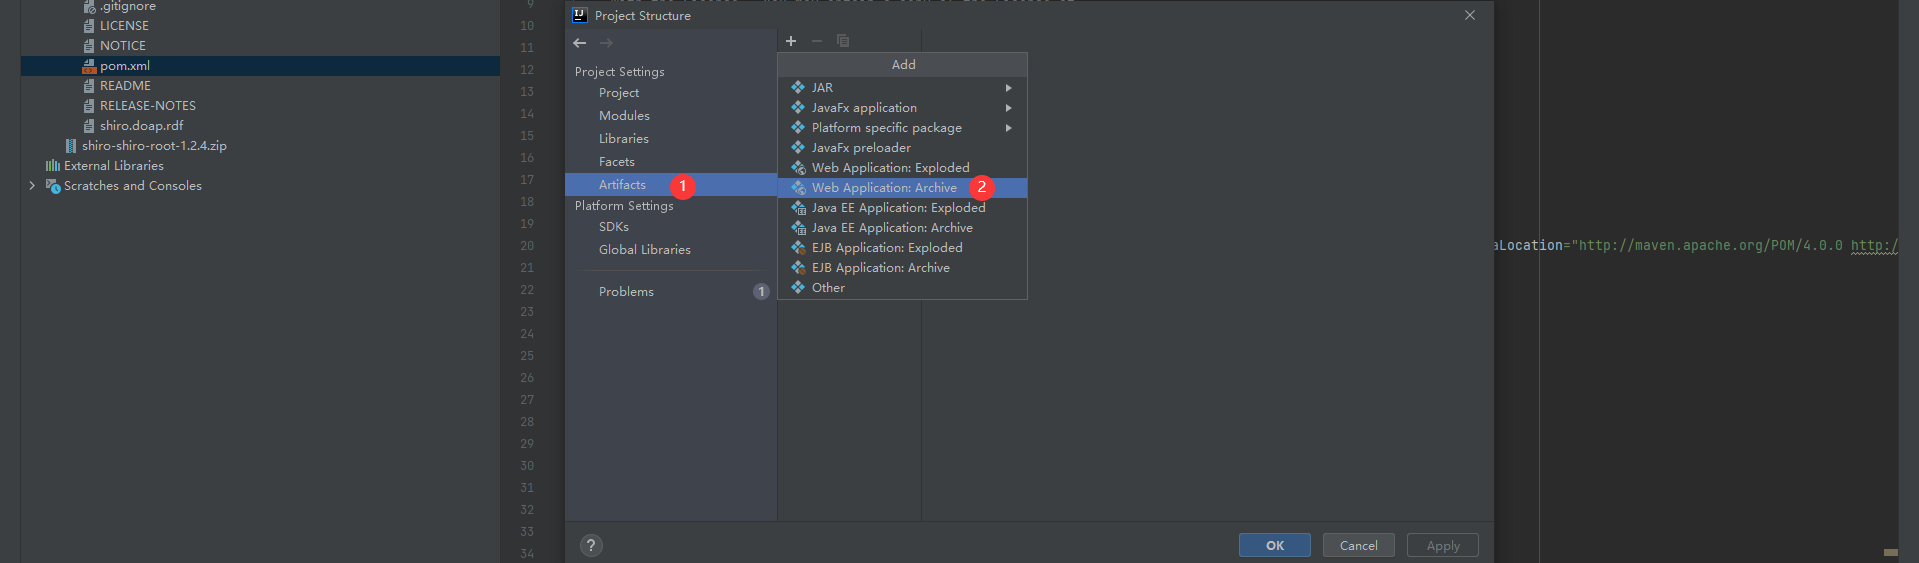 .gitignore
LICENSE
NOTICE
pom.xml
README
RELEASE-NOTES
shiro.doap.rdf
shiro-shiro-root-1.2.4.zip
External Libraries
Scratches and Consoles
9
10
11
12
13
14
15
16
17
18
19
20
21
22
23
24
25
26
27
28
29
30
31
32
33
34
Project Structure
Project Settings
Project
Modules
Libraries
Facets
Artifacts 1
Platform Settings
SDKs
Global Libraries
Problems 1
Add
JAR
JavaFx application
Platform specific package
JavaFx preloader
Web Application: Exploded
Web Application: Archive 2
Java EE Application: Exploded
Java EE Application: Archive
EJB Application: Exploded
EJB Application: Archive
Other
aLocation="http://maven.apache.org/POM/4.0.0 http:/
?
OK
Cancel
Apply